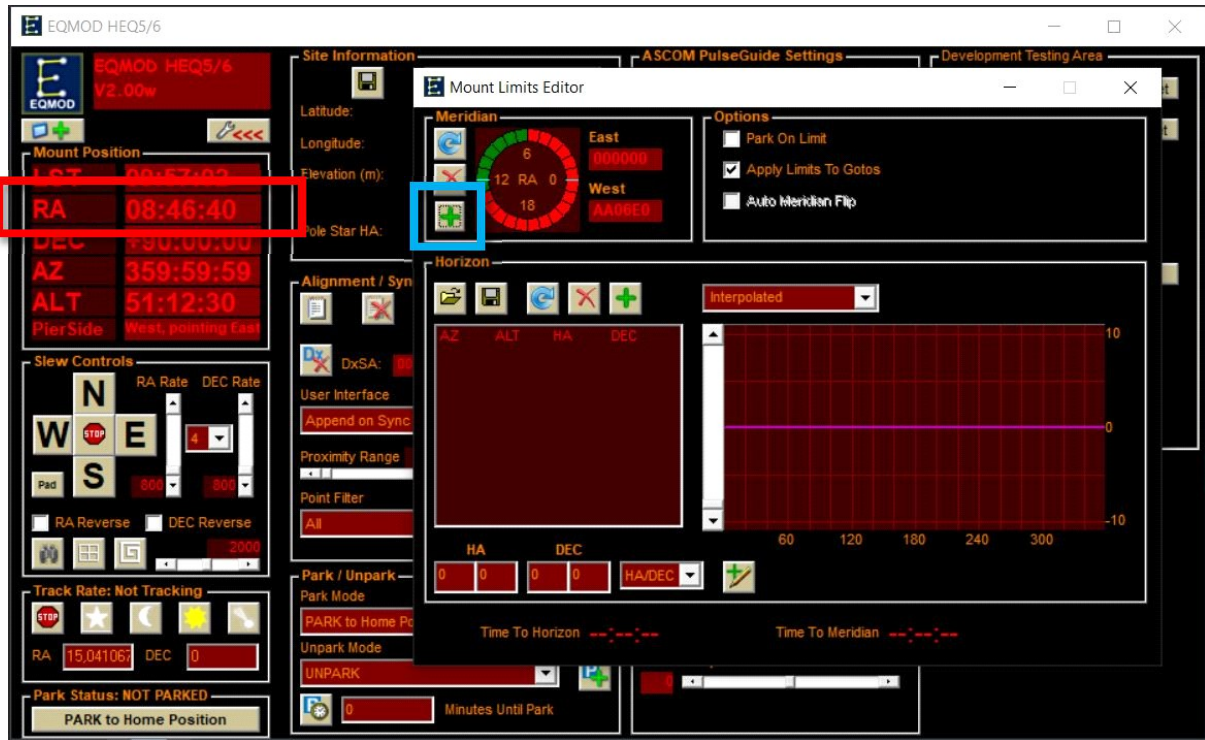 EQMOD HEQ5/6
EQMOD HEQ5/6
V2.00w
EQMOD
<<<
Mount Position
RA 08:46:40
DEC +90:00:00
AZ 359:59:59
ALT 51:12:30
PierSide West, pointing East
Slew Controls
RA Rate DEC Rate
N
W STOP E
S
4
Pad
800 800
RA Reverse DEC Reverse
2000
Track Rate: Not Tracking
STOP
RA 15,041067 DEC 0
Park Status: NOT PARKED
PARK to Home Position
Site Information
Latitude:
Longitude:
Elevation (m):
Pole Star HA:
Alignment / Syn
DxSA:
User Interface
Append on Sync
Proximity Range
Point Filter
All
Park / Unpark
Park Mode
PARK to Home Po
Unpark Mode
UNPARK
0 Minutes Until Park
ASCOM PulseGuide Settings
Development Testing Area
Mount Limits Editor
Meridian
6
12 RA 0
18
East
000000
West
AA06E0
Options
Park On Limit
Apply Limits To Gotos
Auto Meridian Flip
Horizon
Interpolated
AZ ALT HA DEC
10
0
-10
60 120 180 240 300
HA DEC
0 0 0 0 HA/DEC
Time To Horizon --:--:-- Time To Meridian --:--:--